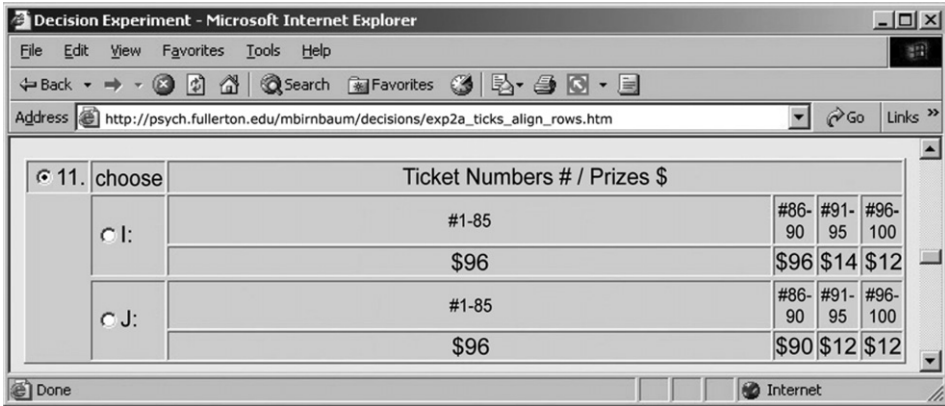 Decision Experiment - Microsoft Internet Explorer
File Edit View Favorites Tools Help
Back Search Favorites
Address http://psych.fullerton.edu/mbirnbaum/decisions/exp2a_ticks_align_rows.htm Go Links »
11. choose Ticket Numbers # / Prizes $
I: #1-85 #86-90 #91-95 #96-100
$96 $96 $14 $12
J: #1-85 #86-90 #91-95 #96-100
$96 $90 $12 $12
Done Internet